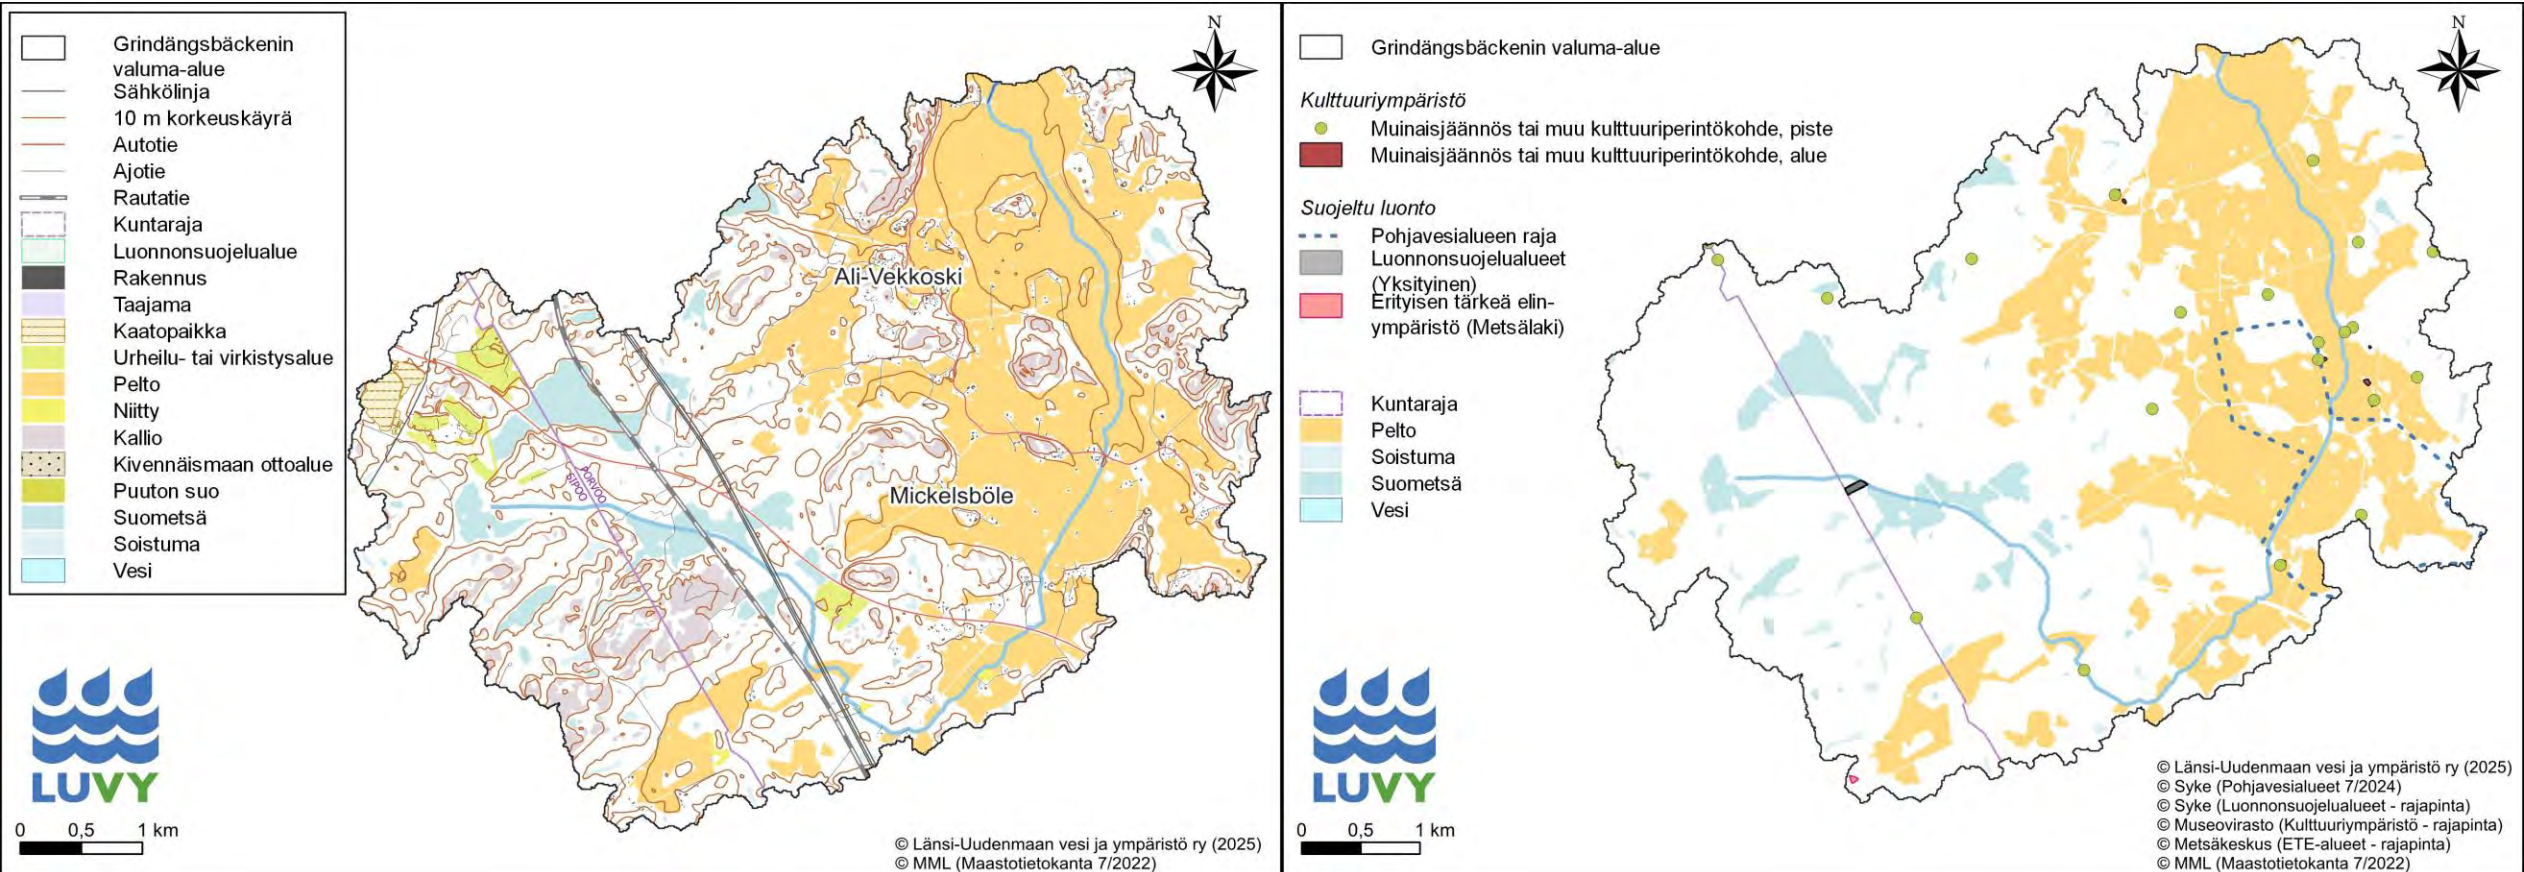 Grindängsbäckenin
valuma-alue
Sähkölinja
10 m korkeuskäyrä
Autotie
Ajotie
Rautatie
Kuntaraja
Luonnonsuojelualue
Rakennus
Taajama
Kaatopaikka
Urheilu- tai virkistysalue
Pelto
Niitty
Kallio
Kivennäismaan ottoalue
Puuton suo
Suometsä
Soistuma
Vesi
N
Ali-Vekkoski
Mickelsböle
PORVOO
SIPOO
LUVY
0 0,5 1 km
© Länsi-Uudenmaan vesi ja ympäristö ry (2025)
© MML (Maastotietokanta 7/2022)
Grindängsbäckenin valuma-alue
Kulttuuriympäristö
Muinaisjäännös tai muu kulttuuriperintökohde, piste
Muinaisjäännös tai muu kulttuuriperintökohde, alue
Suojeltu luonto
Pohjavesialueen raja
Luonnonsuojelualueet
(Yksityinen)
Erityisen tärkeä elin-
ympäristö (Metsälaki)
Kuntaraja
Pelto
Soistuma
Suometsä
Vesi
N
LUVY
0 0,5 1 km
© Länsi-Uudenmaan vesi ja ympäristö ry (2025)
© Syke (Pohjavesialueet 7/2024)
© Syke (Luonnonsuojelualueet - rajapinta)
© Museovirasto (Kulttuuriympäristö - rajapinta)
© Metsäkeskus (ETE-alueet - rajapinta)
© MML (Maastotietokanta 7/2022)